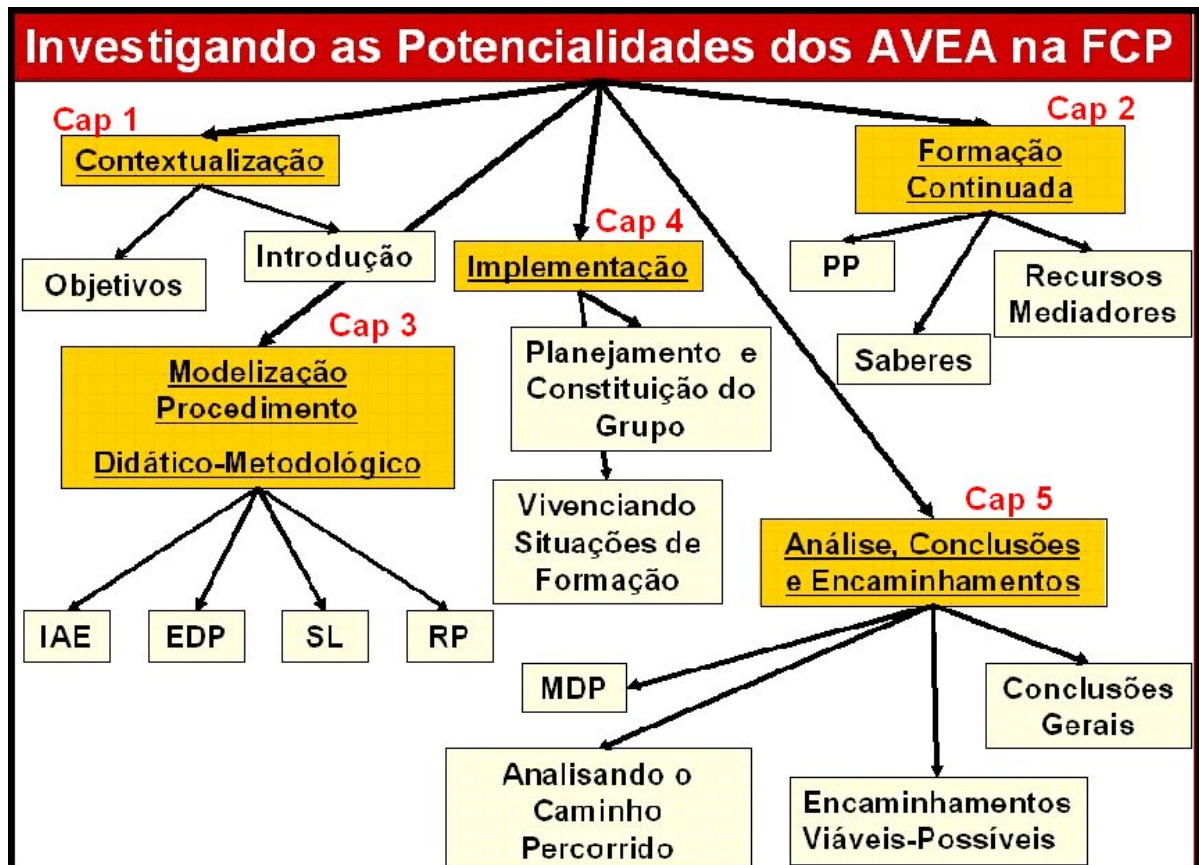 Investigando as Potencialidades dos AVEA na FCP
Cap 1
Contextualização
Objetivos
Introdução
Cap 2
Formação
Continuada
PP
Saberes
Recursos
Mediadores
Cap 3
Modelização
Procedimento
Didático-Metodológico
IAE
EDP
SL
RP
Cap 4
Implementação
Planejamento e
Constituição do
Grupo
Vivenciando
Situações de
Formação
Cap 5
Análise, Conclusões
e Encaminhamentos
MDP
Analisando o
Caminho
Percorrido
Encaminhamentos
Viáveis-Possíveis
Conclusões
Gerais